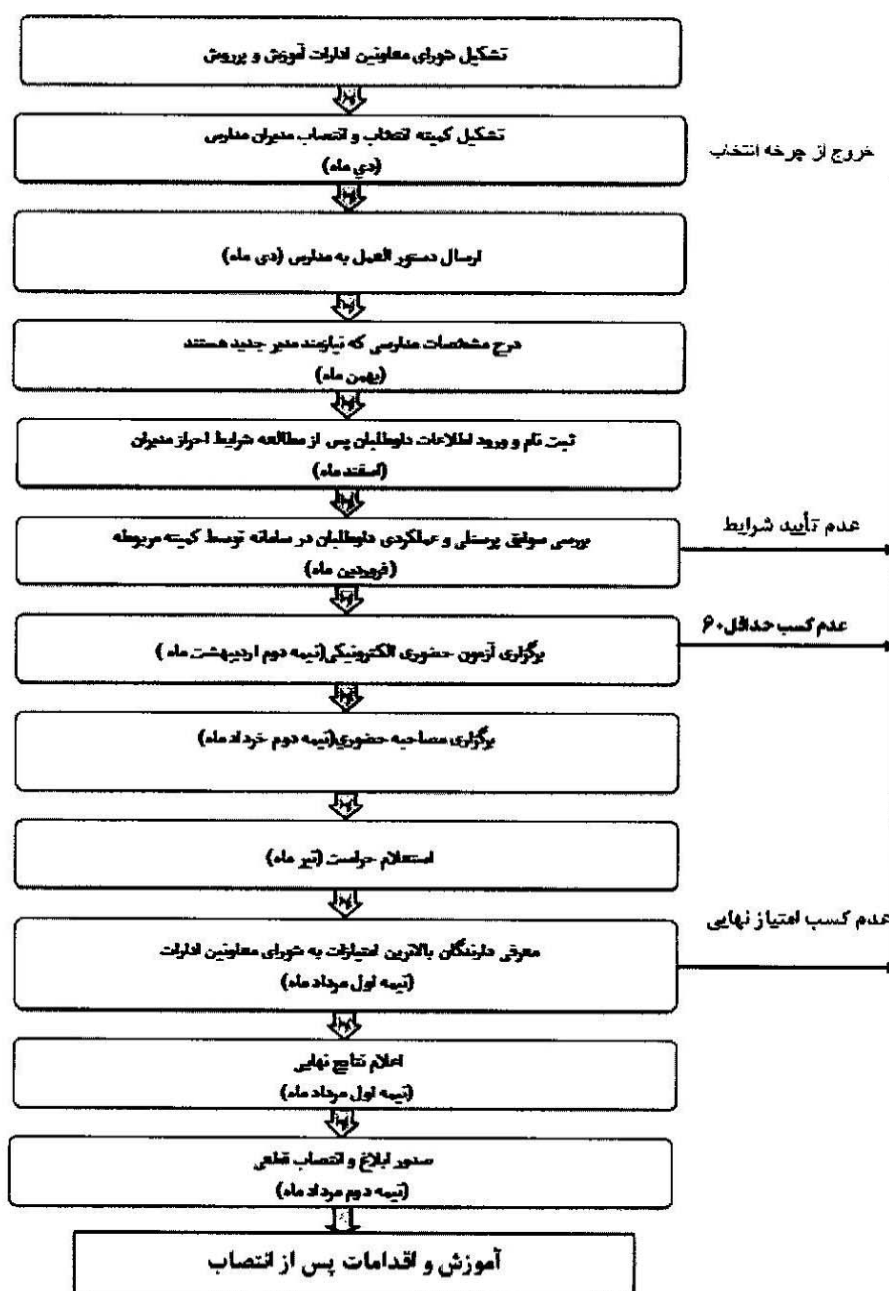 تشکیل شورای معاونین ادارات آموزش و پرورش
تشکیل کمیته انتخاب و انتصاب مدیران مدارس
(دي ماه)
خروج از چرخه انتخاب
ارسال دستور العمل به مدارس (دی ماه)
درج مشخصات مدارسی که نیازمند مدیر جدید هستند
(بهمن ماه)
ثبت نام و ورود اطلاعات داوطلبان پس از مطالعه شرایط احراز مدیران
(اسفند ماه)
بررسی سوابق پرسنلی و عملکردی داوطلبان در سامانه توسط کمیته مربوطه
(فروردین ماه)
عدم تأیید شرایط
برگزاری آزمون حضوری الکترونیکی(نیمه دوم اردیبهشت ماه )
عدم کسب حداقل۶۰
برگزاری مصاحبه حضوري(نیمه دوم خرداد ماه)
استعلام حراست (تیر ماه)
معرفی دارندگان بالاترین امتیازات به شورای معاونین ادارات
(نیمه اول مرداد ماه)
عدم کسب امتیاز نهایی
اعلام نتایج نهایی
(نیمه اول مرداد ماه)
صدور ابلاغ و انتصاب قطعی
(نیمه دوم مرداد ماه)
آموزش و اقدامات پس از انتصاب